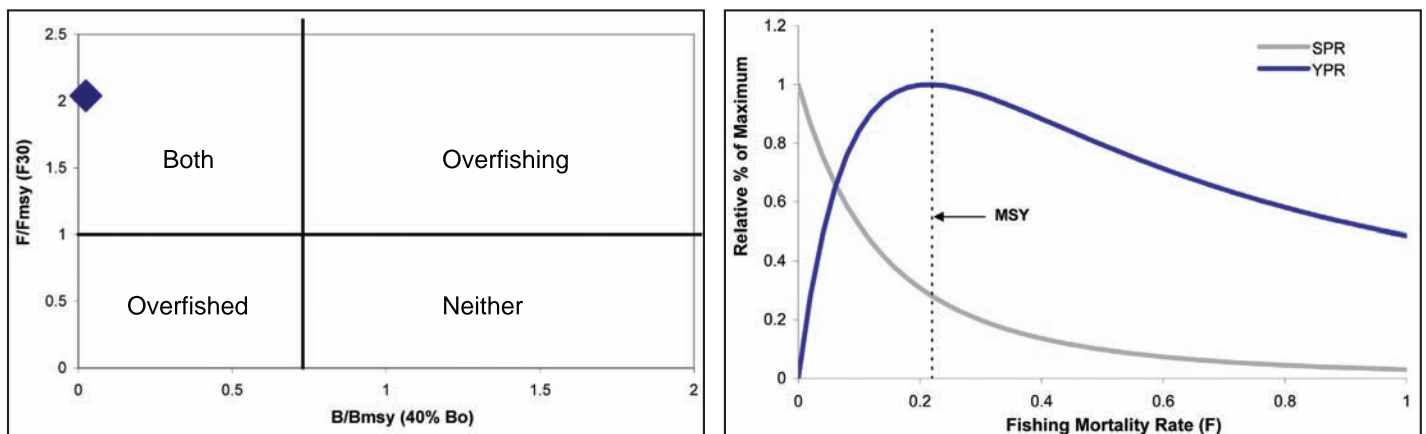 2.5
2
1.5
1
0.5
0
0
0.5
1
1.5
2
F/Fmsy (F30)
B/Bmsy (40% Bo)
Both
Overfishing
Overfished
Neither
1.2
1
0.8
0.6
0.4
0.2
0
0
0.2
0.4
0.6
0.8
1
Relative % of Maximum
Fishing Mortality Rate (F)
SPR
YPR
MSY